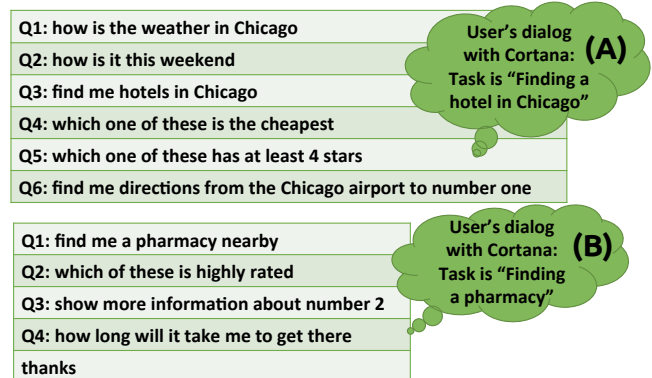 Q1: how is the weather in Chicago
Q2: how is it this weekend
Q3: find me hotels in Chicago
Q4: which one of these is the cheapest
Q5: which one of these has at least 4 stars
Q6: find me directions from the Chicago airport to number one
User's dialog
with Cortana:
Task is “Finding a
hotel in Chicago”
(A)
Q1: find me a pharmacy nearby
Q2: which of these is highly rated
Q3: show more information about number 2
Q4: how long will it take me to get there
thanks
User's dialog
with Cortana:
Task is “Finding
a pharmacy”
(B)